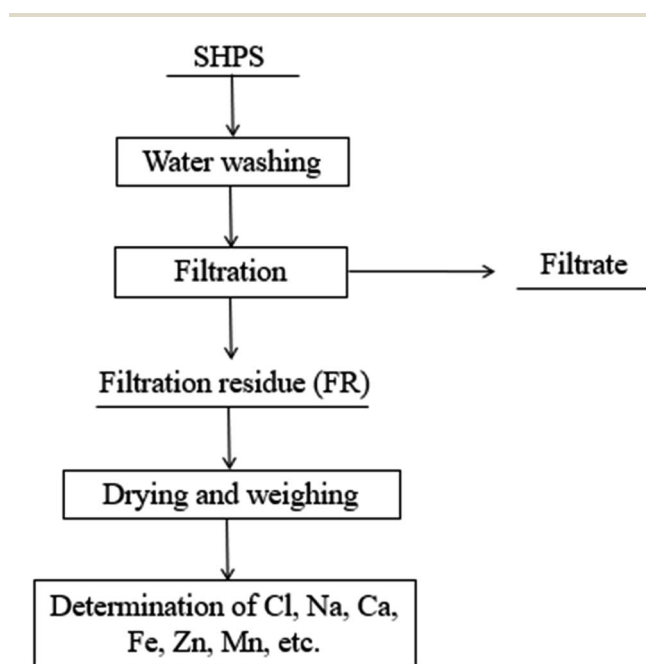 SHPS
Water washing
Filtration
Filtrate
Filtration residue (FR)
Drying and weighing
Determination of Cl, Na, Ca,
Fe, Zn, Mn, etc.